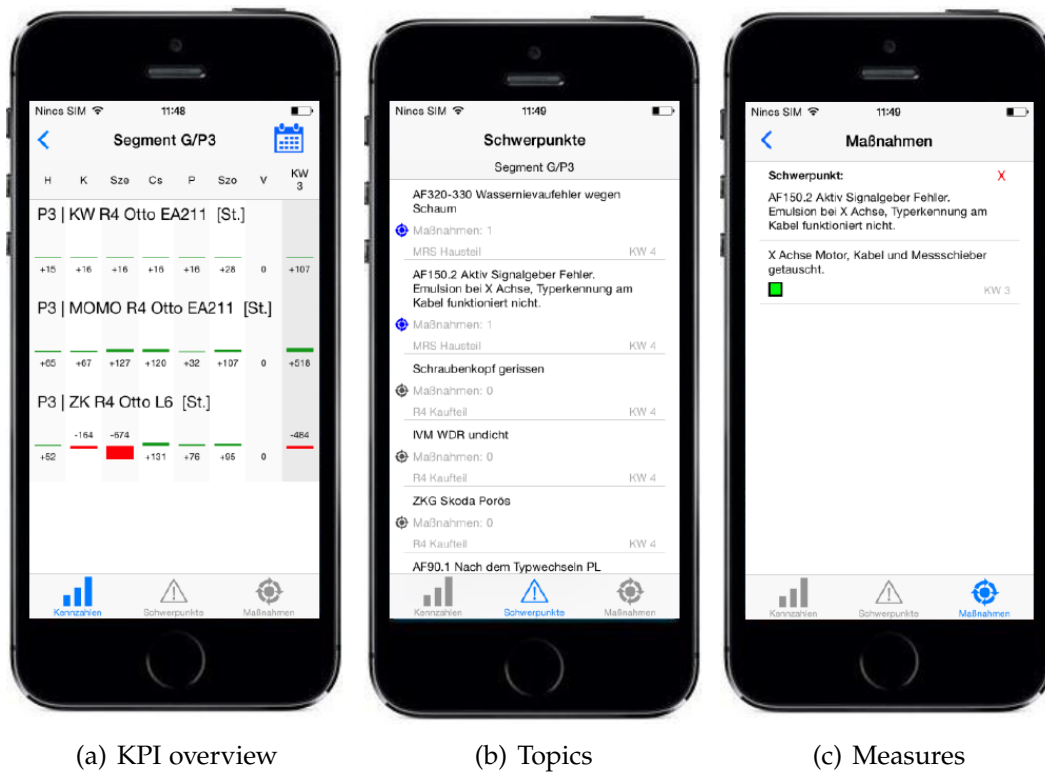 Nincs SIM 11:48
Segment G/P3
H K Sze Cs P Szo V KW 3
P3 | KW R4 Otto EA211 [St.]
+15 +16 +16 +16 +16 +28 0 +107
P3 | MOMO R4 Otto EA211 [St.]
+65 +67 +127 +120 +32 +107 0 +518
P3 | ZK R4 Otto L6 [St.]
-164 -674 -484
+52 +131 +76 +95 0
Kennzahlen Schwerpunkte Maßnahmen
(a) KPI overview
Nincs SIM 11:49
Schwerpunkte
Segment G/P3
AF320-330 Wassernievaufehler wegen
Schaum
Maßnahmen: 1
MRS Hausteil KW 4
AF150.2 Aktiv Signalgeber Fehler.
Emulsion bei X Achse, Typerkennung am
Kabel funktioniert nicht.
Maßnahmen: 1
MRS Hausteil KW 4
Schraubenkopf gerissen
Maßnahmen: 0
R4 Kaufteil KW 4
IVM WDR undicht
Maßnahmen: 0
R4 Kaufteil KW 4
ZKG Skoda Porös
Maßnahmen: 0
R4 Kaufteil KW 4
AF90.1 Nach dem Typwechseln PL
Kennzahlen Schwerpunkte Maßnahmen
(b) Topics
Nincs SIM 11:49
Maßnahmen
Schwerpunkt: X
AF150.2 Aktiv Signalgeber Fehler.
Emulsion bei X Achse, Typerkennung am
Kabel funktioniert nicht.
X Achse Motor, Kabel und Messschieber
getauscht.
KW 3
Kennzahlen Schwerpunkte Maßnahmen
(c) Measures